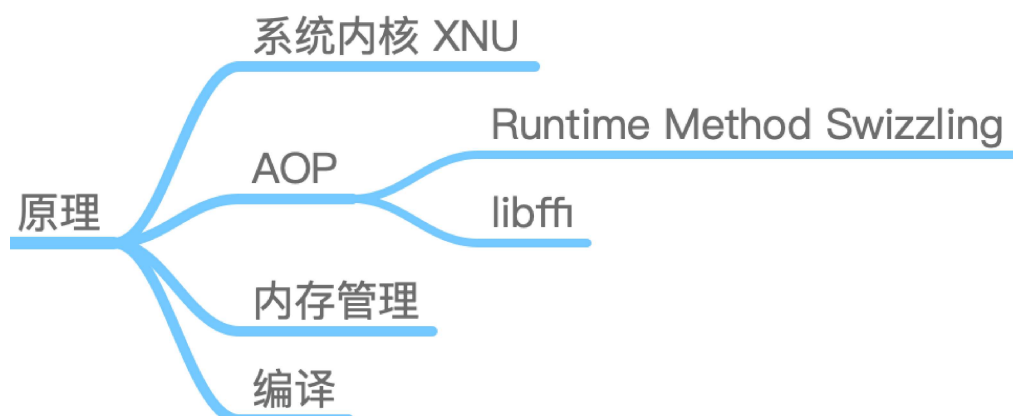 系统内核 XNU
Runtime Method Swizzling
AOP
原理
libffi
内存管理
编译